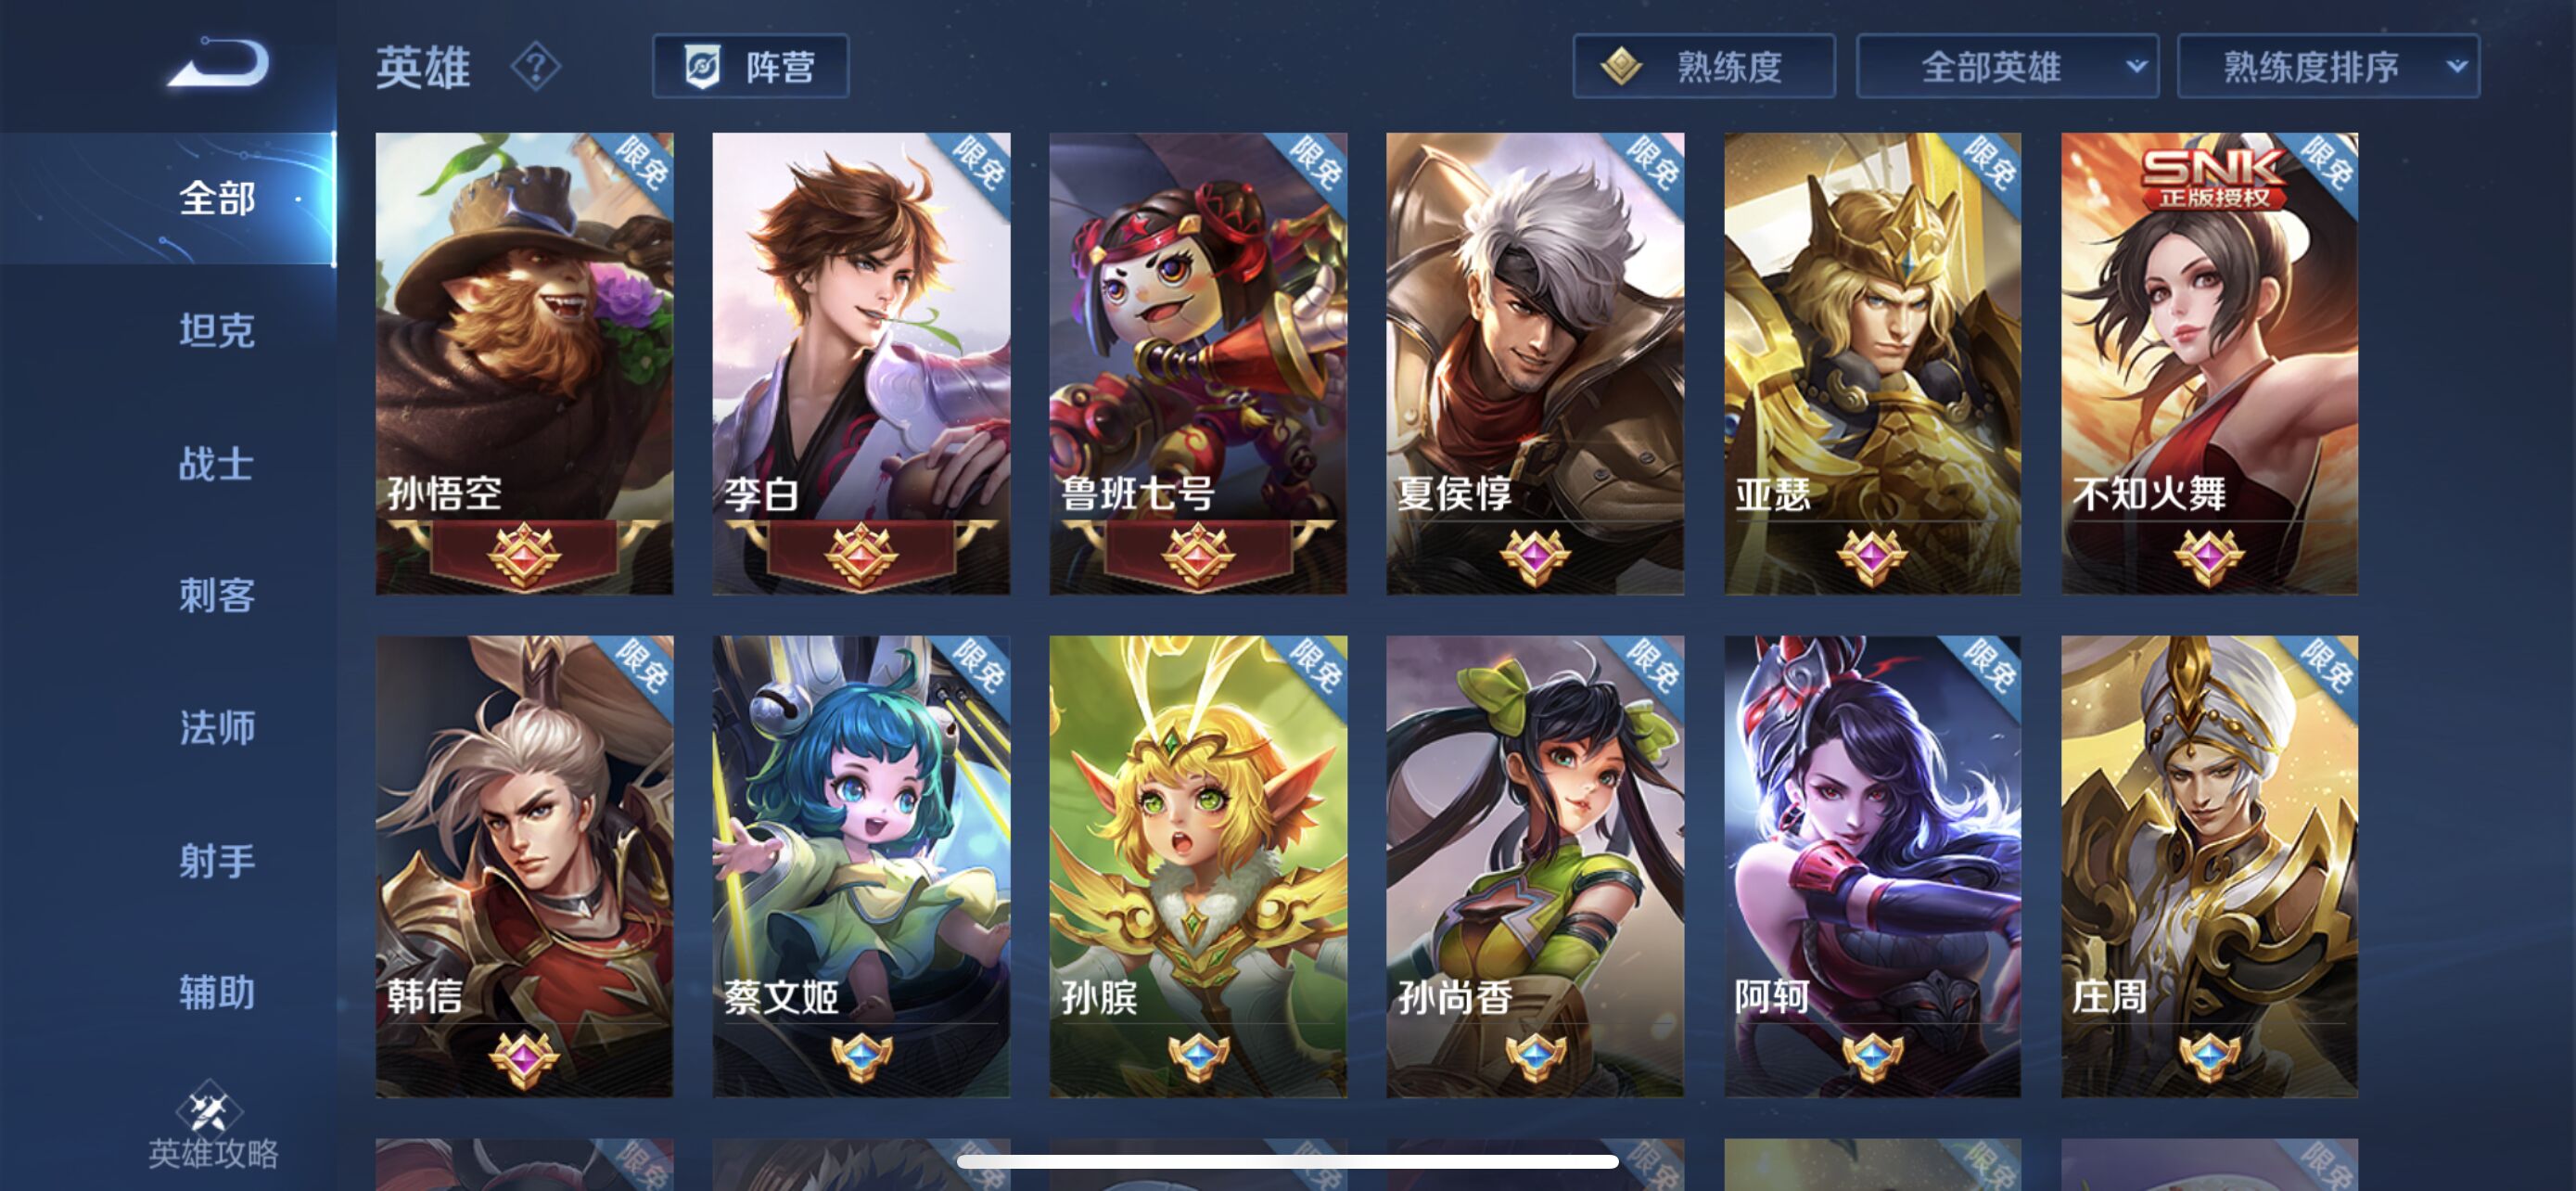 英雄
阵营
熟练度
全部英雄
熟练度排序
全部
坦克
战士
刺客
法师
射手
辅助
英雄攻略
限免
孙悟空
限免
李白
限免
鲁班七号
限免
夏侯惇
限免
亚瑟
限免
SNK
正版授权
不知火舞
限免
韩信
限免
蔡文姬
限免
孙膑
限免
孙尚香
限免
阿轲
限免
庄周
限免
限免
限免
限免
限免
限免